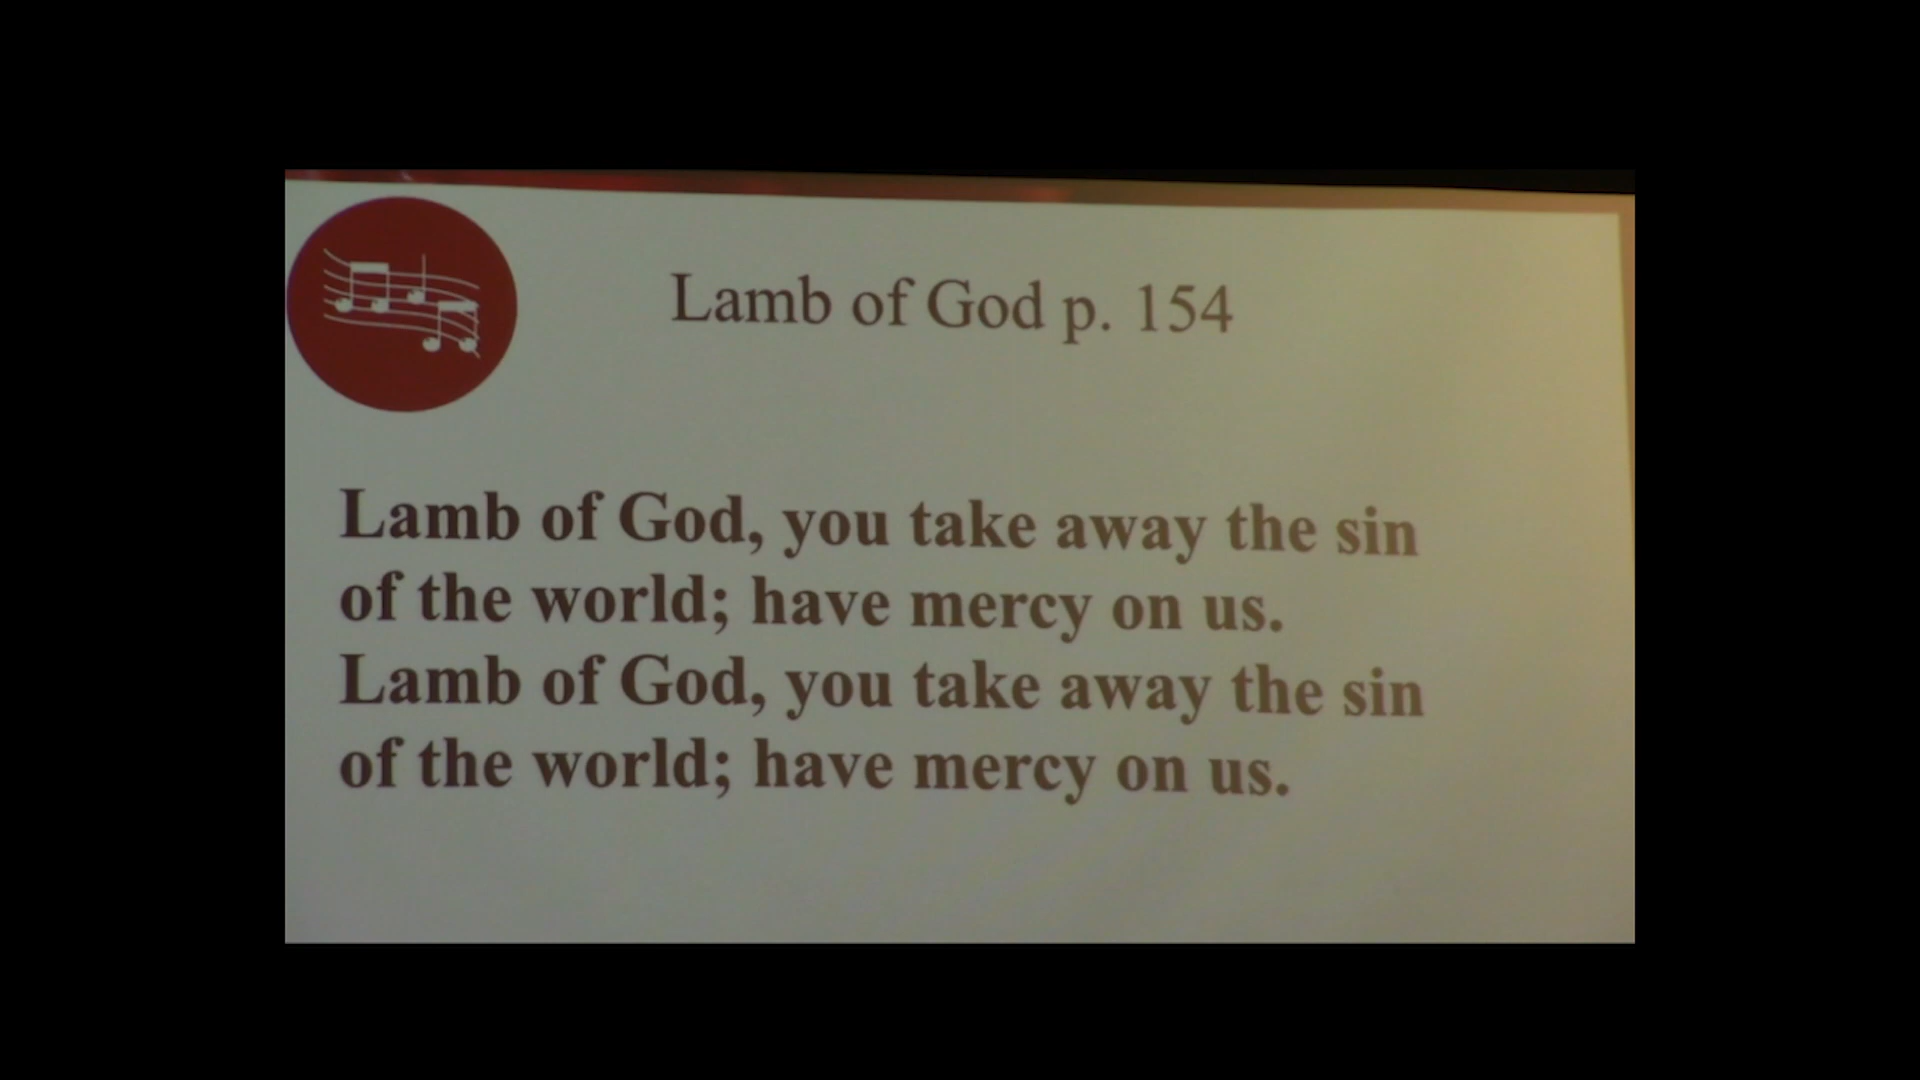 Lamb of God p. 154
Lamb of God, you take away the sin
of the world; have mercy on us.
Lamb of God, you take away the sin
of the world; have mercy on us.